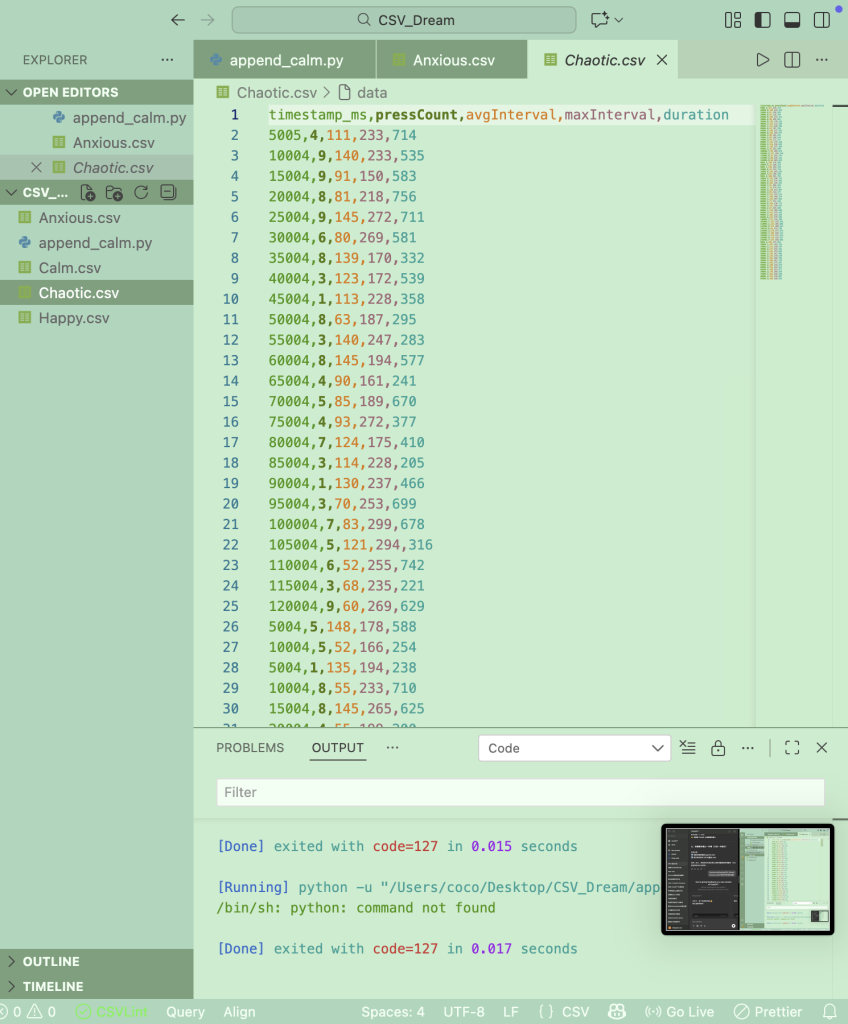 CSV_Dream
EXPLORER
append_calm.py
Anxious.csv
Chaotic.csv
OPEN EDITORS
append_calm.py
Anxious.csv
Chaotic.csv
CSV_...
Anxious.csv
append_calm.py
Calm.csv
Chaotic.csv
Happy.csv
Chaotic.csv > data
1 timestamp_ms,pressCount,avgInterval,maxInterval,duration
2 5005,4,111,233,714
3 10004,9,140,233,535
4 15004,9,91,150,583
5 20004,8,81,218,756
6 25004,9,145,272,711
7 30004,6,80,269,581
8 35004,8,139,170,332
9 40004,3,123,172,539
10 45004,1,113,228,358
11 50004,8,63,187,295
12 55004,3,140,247,283
13 60004,8,145,194,577
14 65004,4,90,161,241
15 70004,5,85,189,670
16 75004,4,93,272,377
17 80004,7,124,175,410
18 85004,3,114,228,205
19 90004,1,130,237,466
20 95004,3,70,253,699
21 100004,7,83,299,678
22 105004,5,121,294,316
23 110004,6,52,255,742
24 115004,3,68,235,221
25 120004,9,60,269,629
26 5004,5,148,178,588
27 10004,5,52,166,254
28 5004,1,135,194,238
29 10004,8,55,233,710
30 15004,8,145,265,625
PROBLEMS
OUTPUT
Code
Filter
[Done] exited with code=127 in 0.015 seconds
[Running] python -u "/Users/coco/Desktop/CSV_Dream/app
/bin/sh: python: command not found
[Done] exited with code=127 in 0.017 seconds
OUTLINE
TIMELINE
0 0 CSVLint Query Align Spaces: 4 UTF-8 LF {} CSV Go Live Prettier